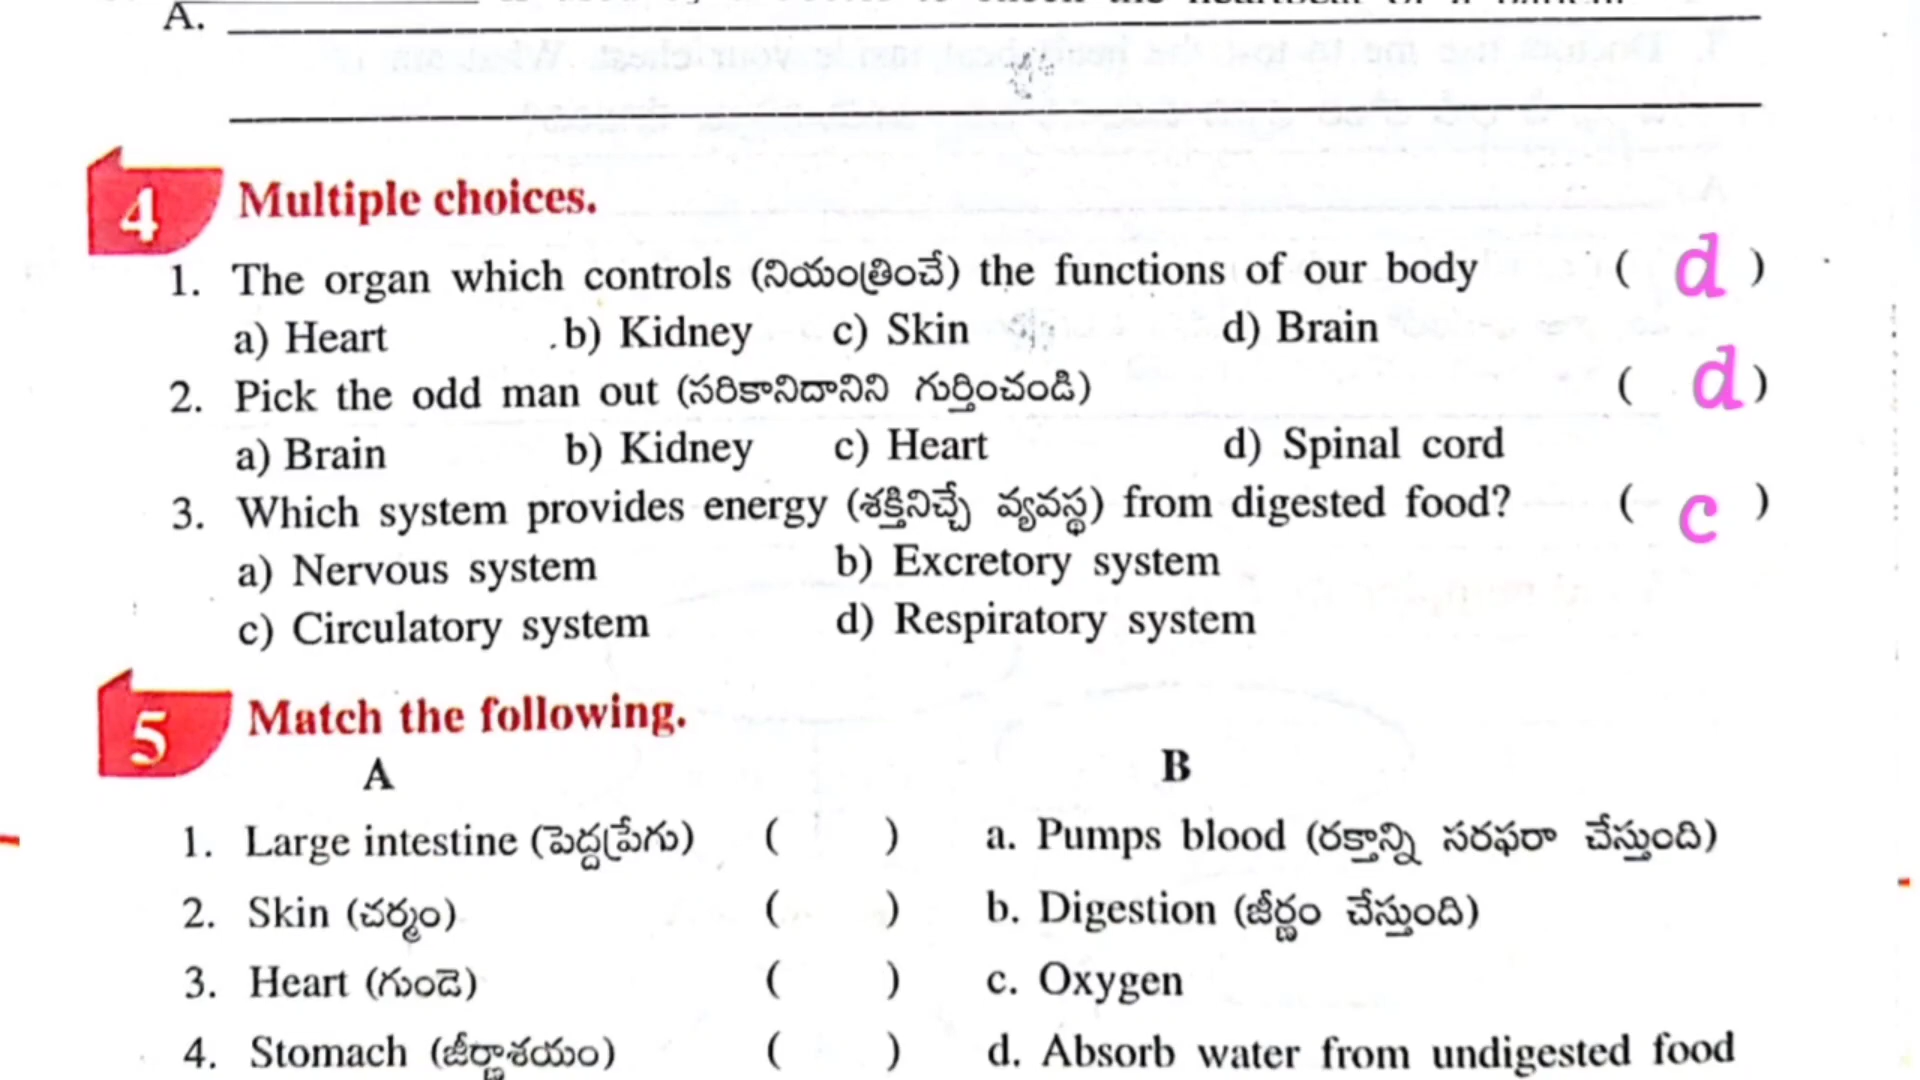 A.
4 Multiple choices.
1. The organ which controls (నియంత్రించే) the functions of our body ( d )
a) Heart b) Kidney c) Skin d) Brain
2. Pick the odd man out (సరికానిదానిని గుర్తించండి) ( d )
a) Brain b) Kidney c) Heart d) Spinal cord
3. Which system provides energy (శక్తినిచ్చే వ్యవస్థ) from digested food? ( c )
a) Nervous system b) Excretory system
c) Circulatory system d) Respiratory system
5 Match the following.
A B
1. Large intestine (పెద్దప్రేగు) ( ) a. Pumps blood (రక్తాన్ని సరఫరా చేస్తుంది)
2. Skin (చర్మం) ( ) b. Digestion (జీర్ణం చేస్తుంది)
3. Heart (గుండె) ( ) c. Oxygen
4. Stomach (జీర్ణాశయం) ( ) d. Absorb water from undigested food